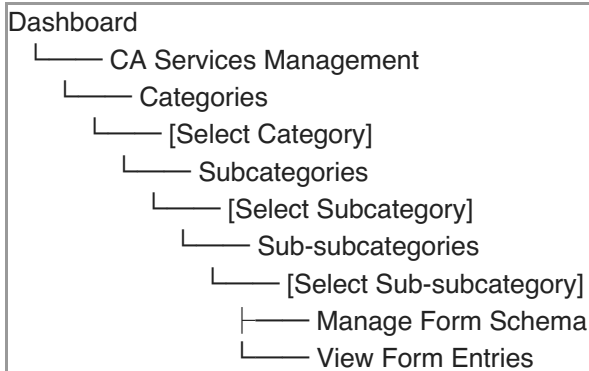 Dashboard
└─── CA Services Management
└─── Categories
└─── [Select Category]
└─── Subcategories
└─── [Select Subcategory]
└─── Sub-subcategories
└─── [Select Sub-subcategory]
├─── Manage Form Schema
└─── View Form Entries